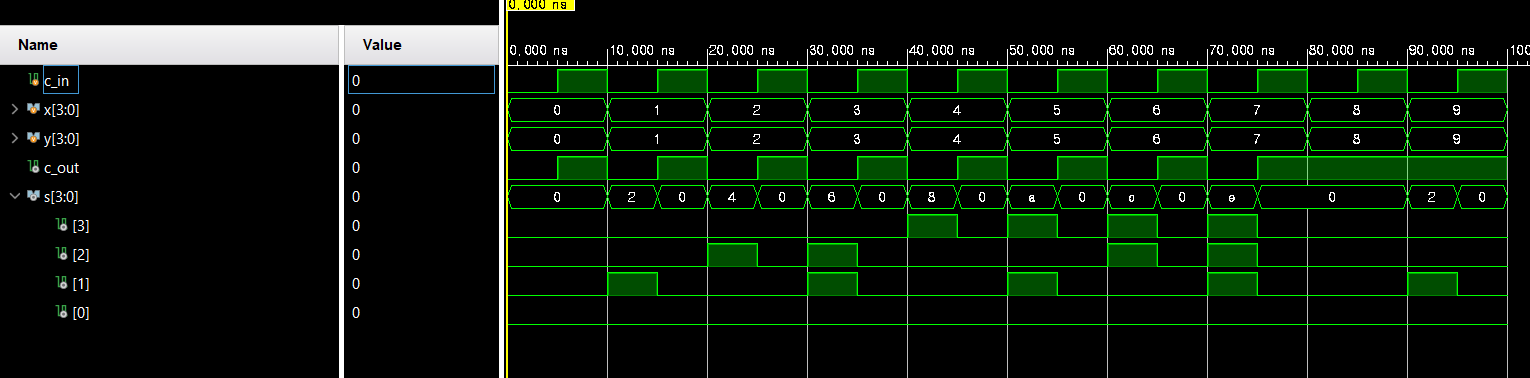 0,000 ns
Name Value
0,000 ns 10,000 ns 20,000 ns 30,000 ns 40,000 ns 50,000 ns 60,000 ns 70,000 ns 80,000 ns 90,000 ns 100
c_in 0
x[3:0] 0 0 1 2 3 4 5 6 7 8 9
y[3:0] 0 0 1 2 3 4 5 6 7 8 9
c_out 0
s[3:0] 0 0 2 0 4 0 6 0 8 0 a 0 c 0 e 0 2 0
[3] 0
[2] 0
[1] 0
[0] 0